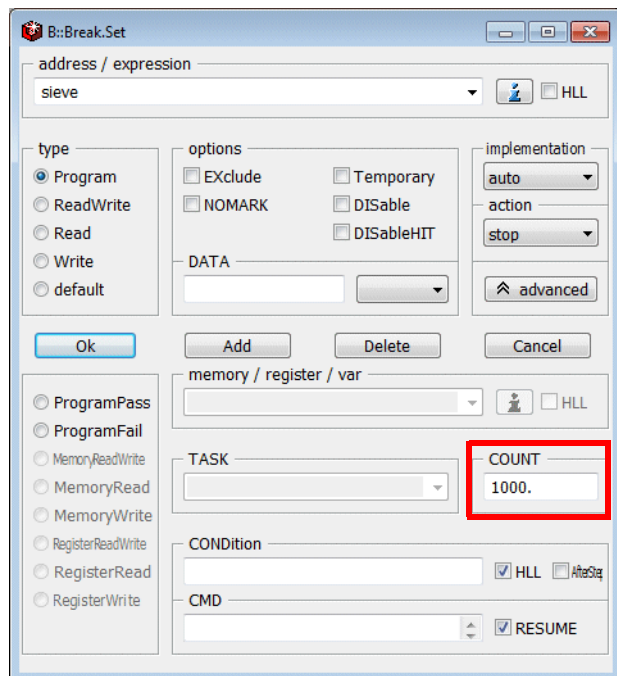 B::Break.Set
address / expression
sieve
HLL
type
options
implementation
Program
EXclude
Temporary
auto
ReadWrite
NOMARK
DISable
action
Read
DISableHIT
stop
Write
DATA
default
advanced
Ok
Add
Delete
Cancel
memory / register / var
ProgramPass
HLL
ProgramFail
MemoryReadWrite
TASK
COUNT
MemoryRead
1000.
MemoryWrite
RegisterReadWrite
CONDition
RegisterRead
HLL
AfterStep
RegisterWrite
CMD
RESUME